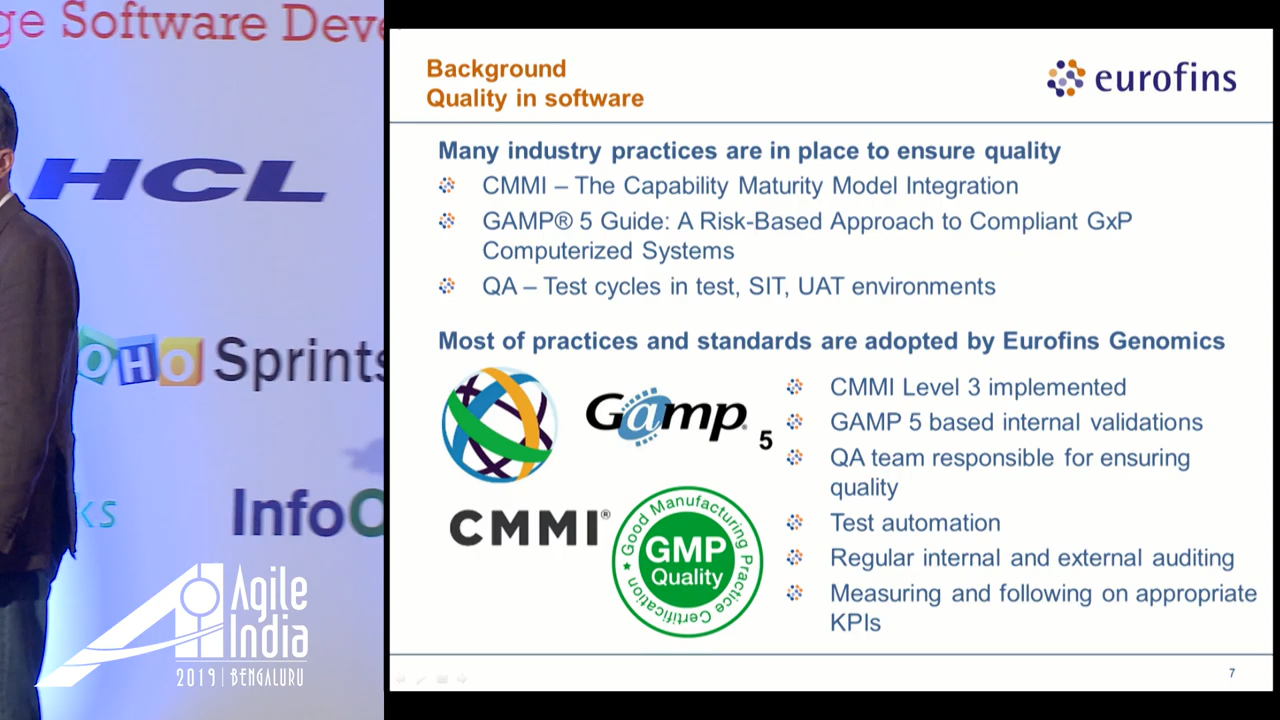 ge Software Deve
HCL
OHO Sprints
ks
InfoQ
Agile
India
2019 | BENGALURU
Background
Quality in software
eurofins
Many industry practices are in place to ensure quality
CMMI – The Capability Maturity Model Integration
GAMP® 5 Guide: A Risk-Based Approach to Compliant GxP
Computerized Systems
QA – Test cycles in test, SIT, UAT environments
Most of practices and standards are adopted by Eurofins Genomics
Gamp® 5
CMMI®
Good Manufacturing Practice Certification
GMP
Quality
CMMI Level 3 implemented
GAMP 5 based internal validations
QA team responsible for ensuring
quality
Test automation
Regular internal and external auditing
Measuring and following on appropriate
KPIs
7